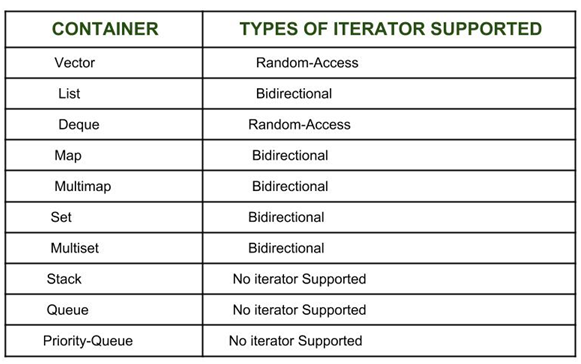 CONTAINER TYPES OF ITERATOR SUPPORTED
Vector Random-Access
List Bidirectional
Deque Random-Access
Map Bidirectional
Multimap Bidirectional
Set Bidirectional
Multiset Bidirectional
Stack No iterator Supported
Queue No iterator Supported
Priority-Queue No iterator Supported